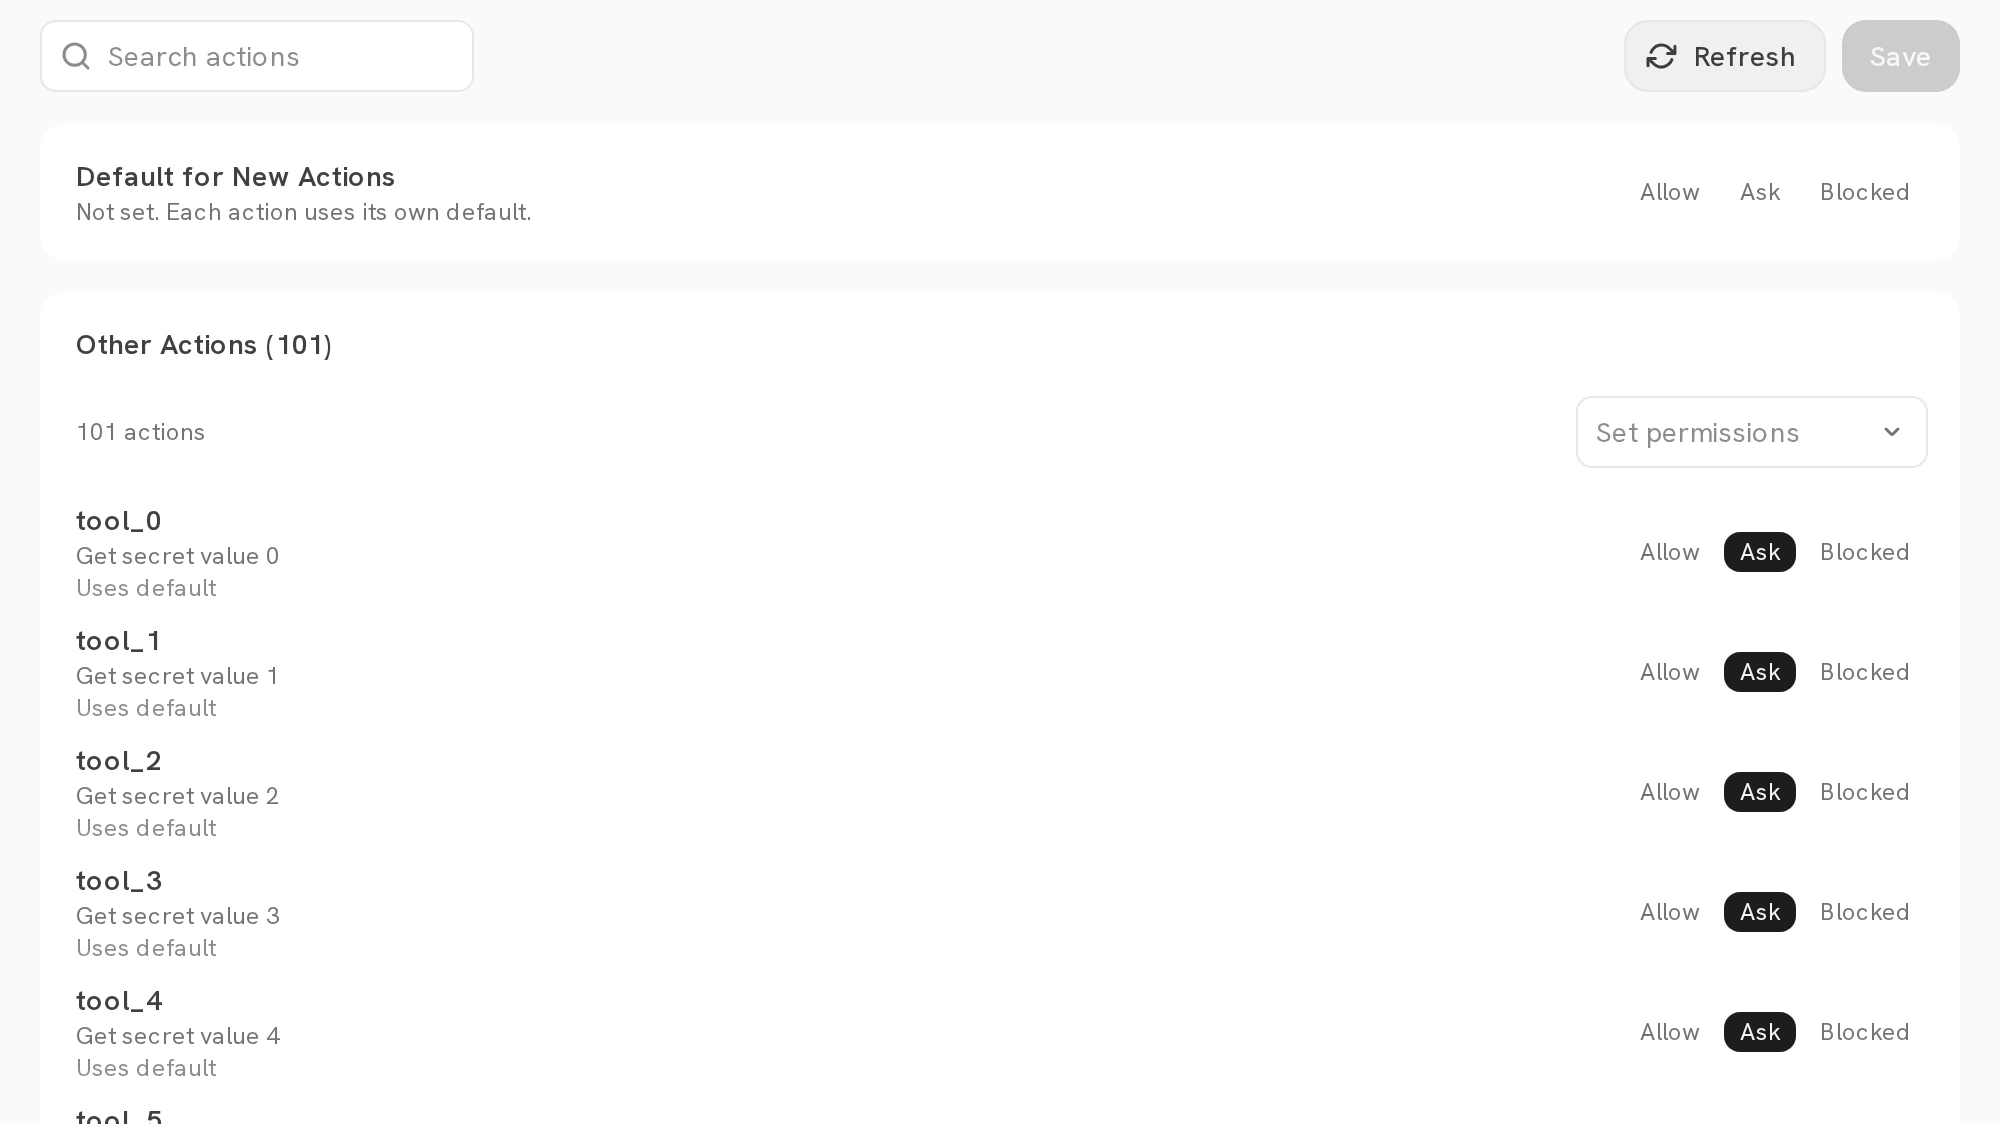 Search actions
Refresh
Save
Default for New Actions
Not set. Each action uses its own default.
Allow Ask Blocked
Other Actions (101)
101 actions
Set permissions
tool_0
Get secret value 0
Uses default
Allow Ask Blocked
tool_1
Get secret value 1
Uses default
Allow Ask Blocked
tool_2
Get secret value 2
Uses default
Allow Ask Blocked
tool_3
Get secret value 3
Uses default
Allow Ask Blocked
tool_4
Get secret value 4
Uses default
Allow Ask Blocked
tool_5